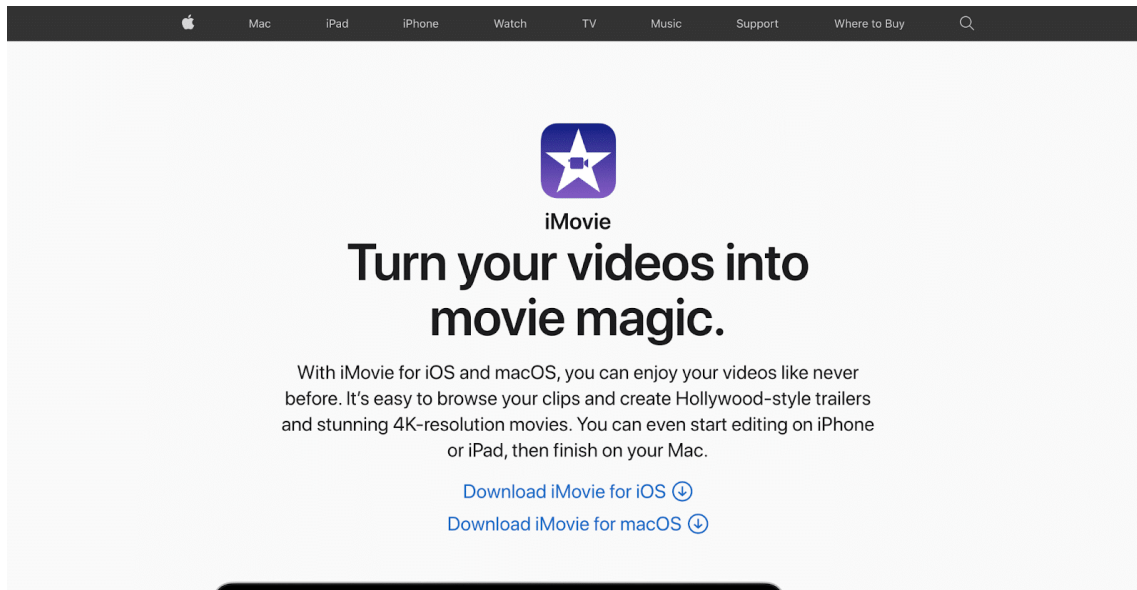 Mac iPad iPhone Watch TV Music Support Where to Buy
iMovie
Turn your videos into
movie magic.
With iMovie for iOS and macOS, you can enjoy your videos like never
before. It’s easy to browse your clips and create Hollywood-style trailers
and stunning 4K-resolution movies. You can even start editing on iPhone
or iPad, then finish on your Mac.
Download iMovie for iOS
Download iMovie for macOS